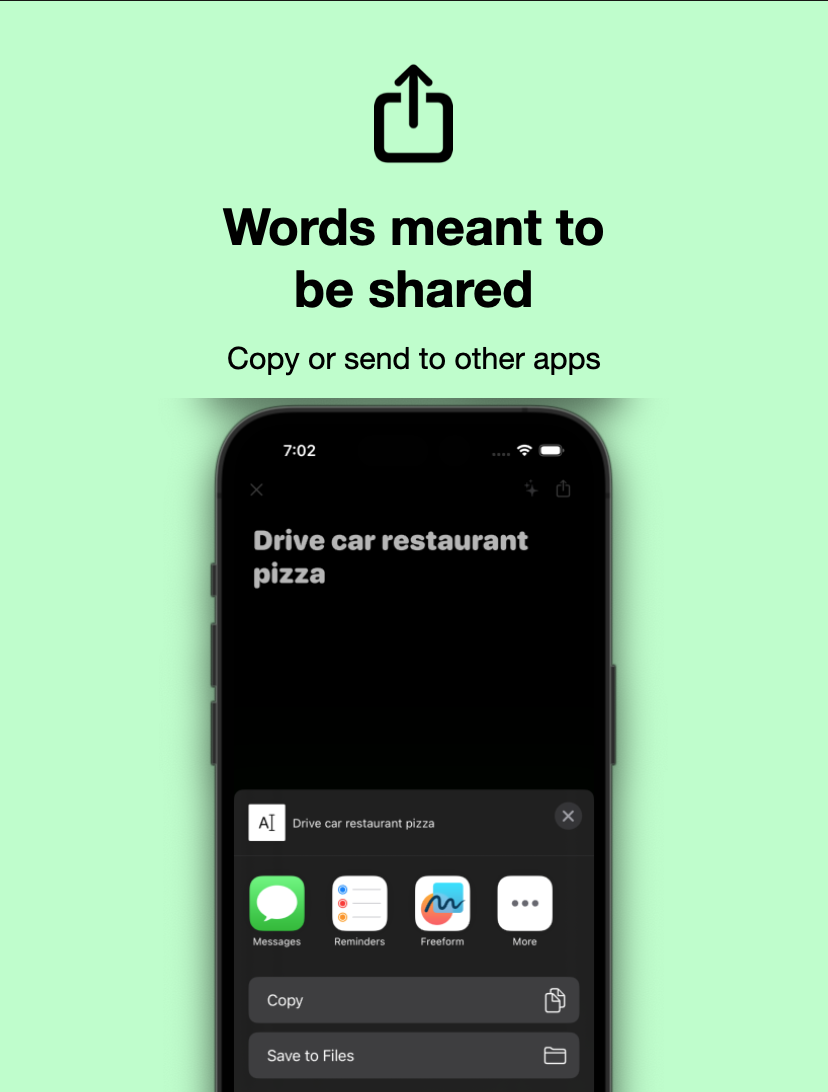 Words meant to
be shared
Copy or send to other apps
7:02
Drive car restaurant
pizza
A
Drive car restaurant pizza
Messages
Reminders
Freeform
More
Copy
Save to Files